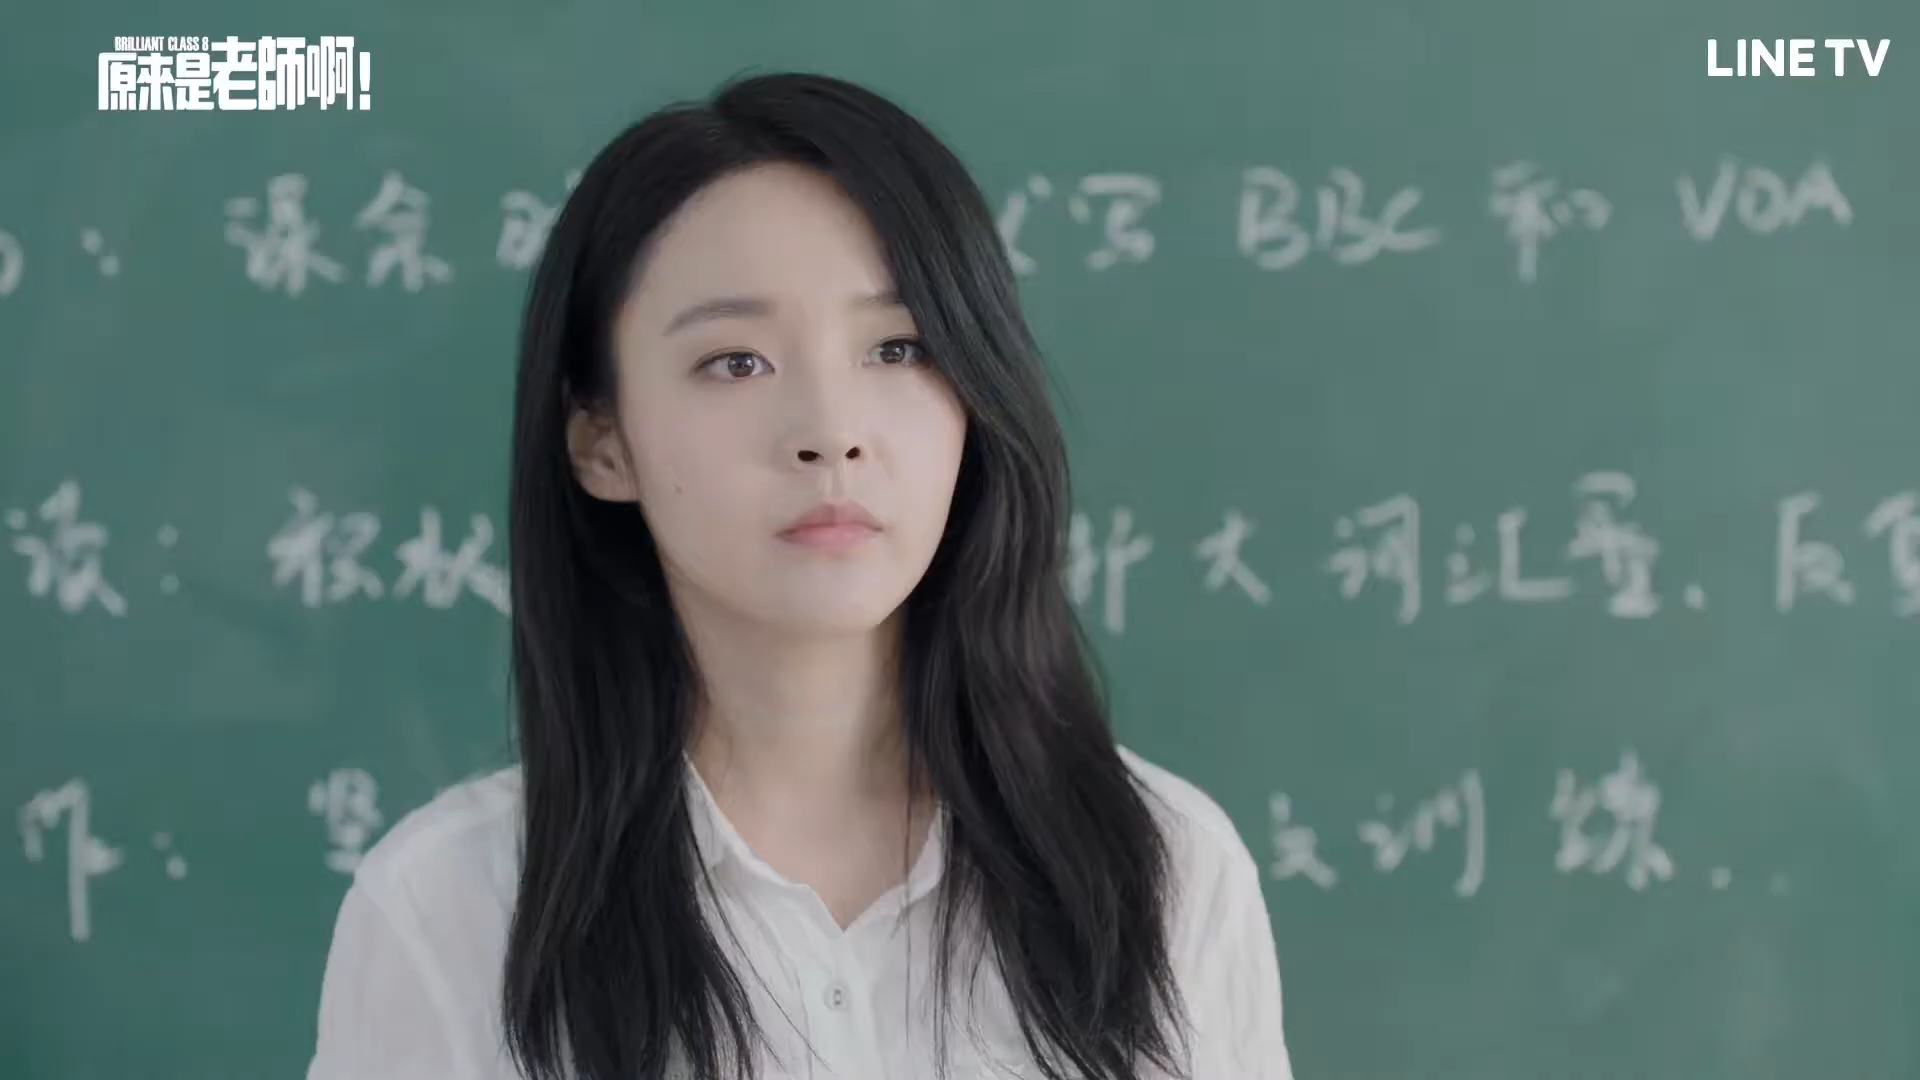 BRILLIANT CLASS 8
原來是老師啊!
LINE TV
: 课余 写 BBC 和 VOA
读: 积极 扩大词汇量. 反复
作: 坚 文训练..